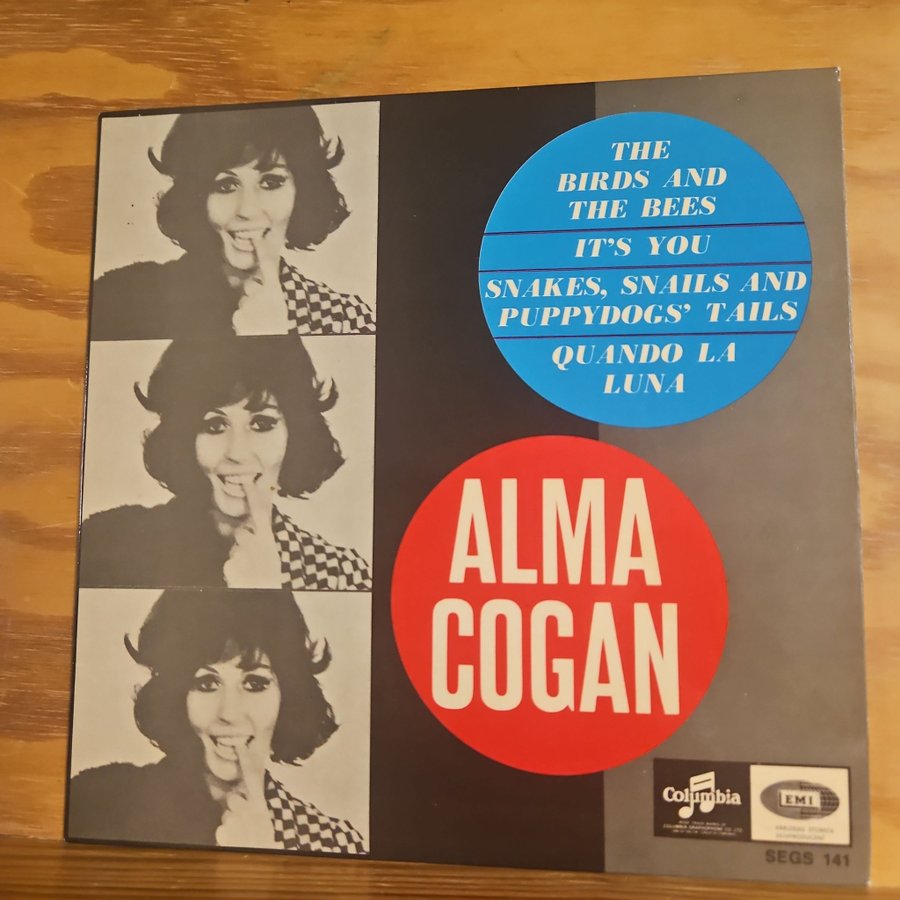 THE
BIRDS AND
THE BEES
IT'S YOU
SNAKES, SNAILS AND
PUPPYDOGS' TAILS
QUANDO LA
LUNA
ALMA
COGAN
Columbia
EMI
SEGS 141